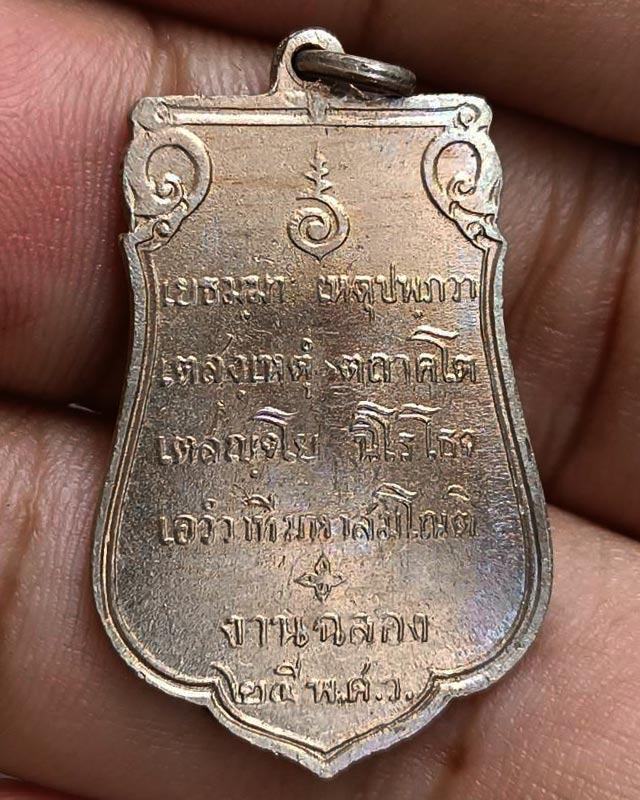 เยธมฺมา เหตุปพฺภวา
เตสํเหตุํ ตถาคโต
เตสญฺจโย นิโรโธจ
เอวํวาทีมหาสมโณติ
งานฉลอง
๒๕ พ.ศ.ว.